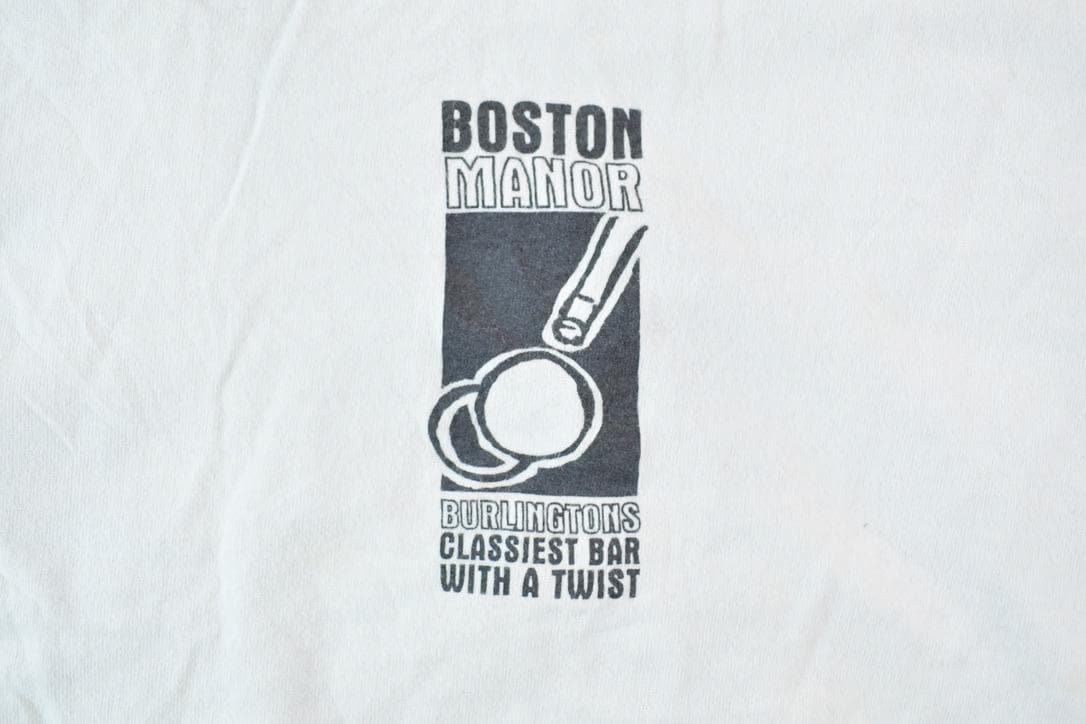 BOSTON
MANOR
BURLINGTONS
CLASSIEST BAR
WITH A TWIST